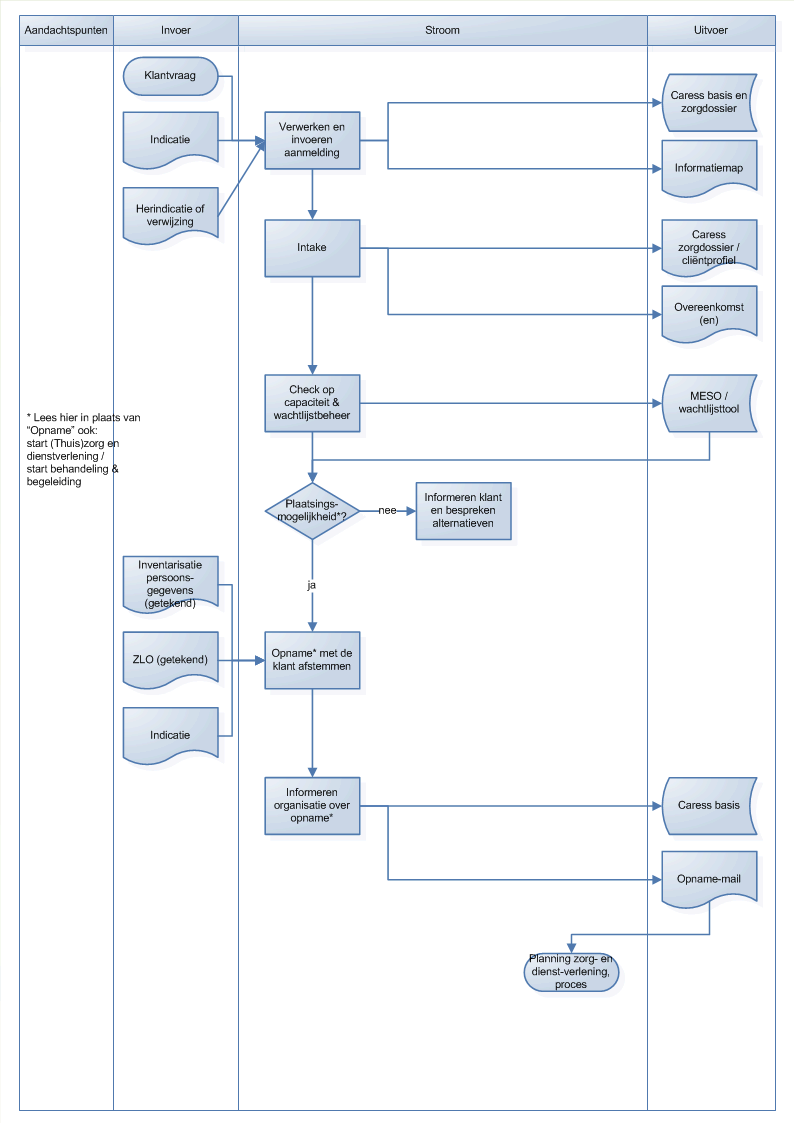 Aandachtspunten
Invoer
Stroom
Uitvoer
Klantvraag
Indicatie
Herindicatie of
verwijzing
Verwerken en
invoeren
aanmelding
Caress basis en
zorgdossier
Informatiemap
Intake
Caress
zorgdossier /
cliëntprofiel
Overeenkomst
(en)
Check op
capaciteit &
wachtlijstbeheer
MESO /
wachtlijsttool
* Lees hier in plaats van
“Opname” ook:
start (Thuis)zorg en
dienstverlening /
start behandeling &
begeleiding
Plaatsings-
mogelijkheid*?
nee
Informeren klant
en bespreken
alternatieven
ja
Inventarisatie
persoons-
gegevens
(getekend)
ZLO (getekend)
Indicatie
Opname* met de
klant afstemmen
Informeren
organisatie over
opname*
Caress basis
Opname-mail
Planning zorg- en
dienst-verlening,
proces